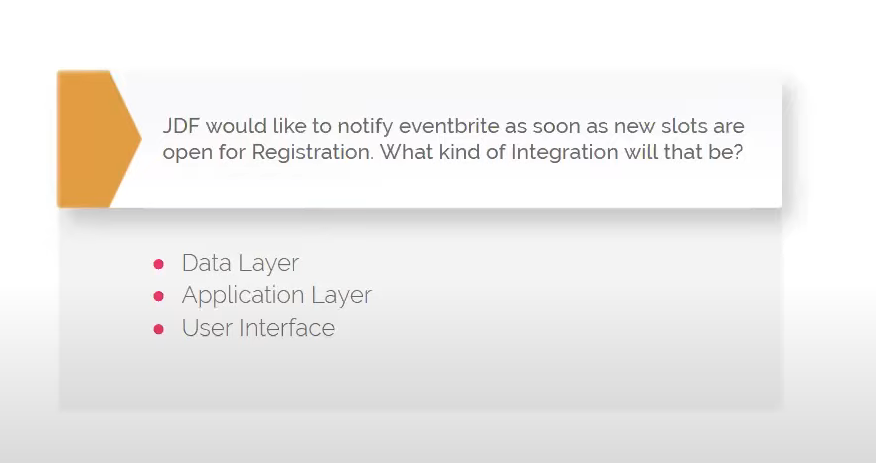 JDF would like to notify eventbrite as soon as new slots are
open for Registration. What kind of Integration will that be?
• Data Layer
• Application Layer
• User Interface